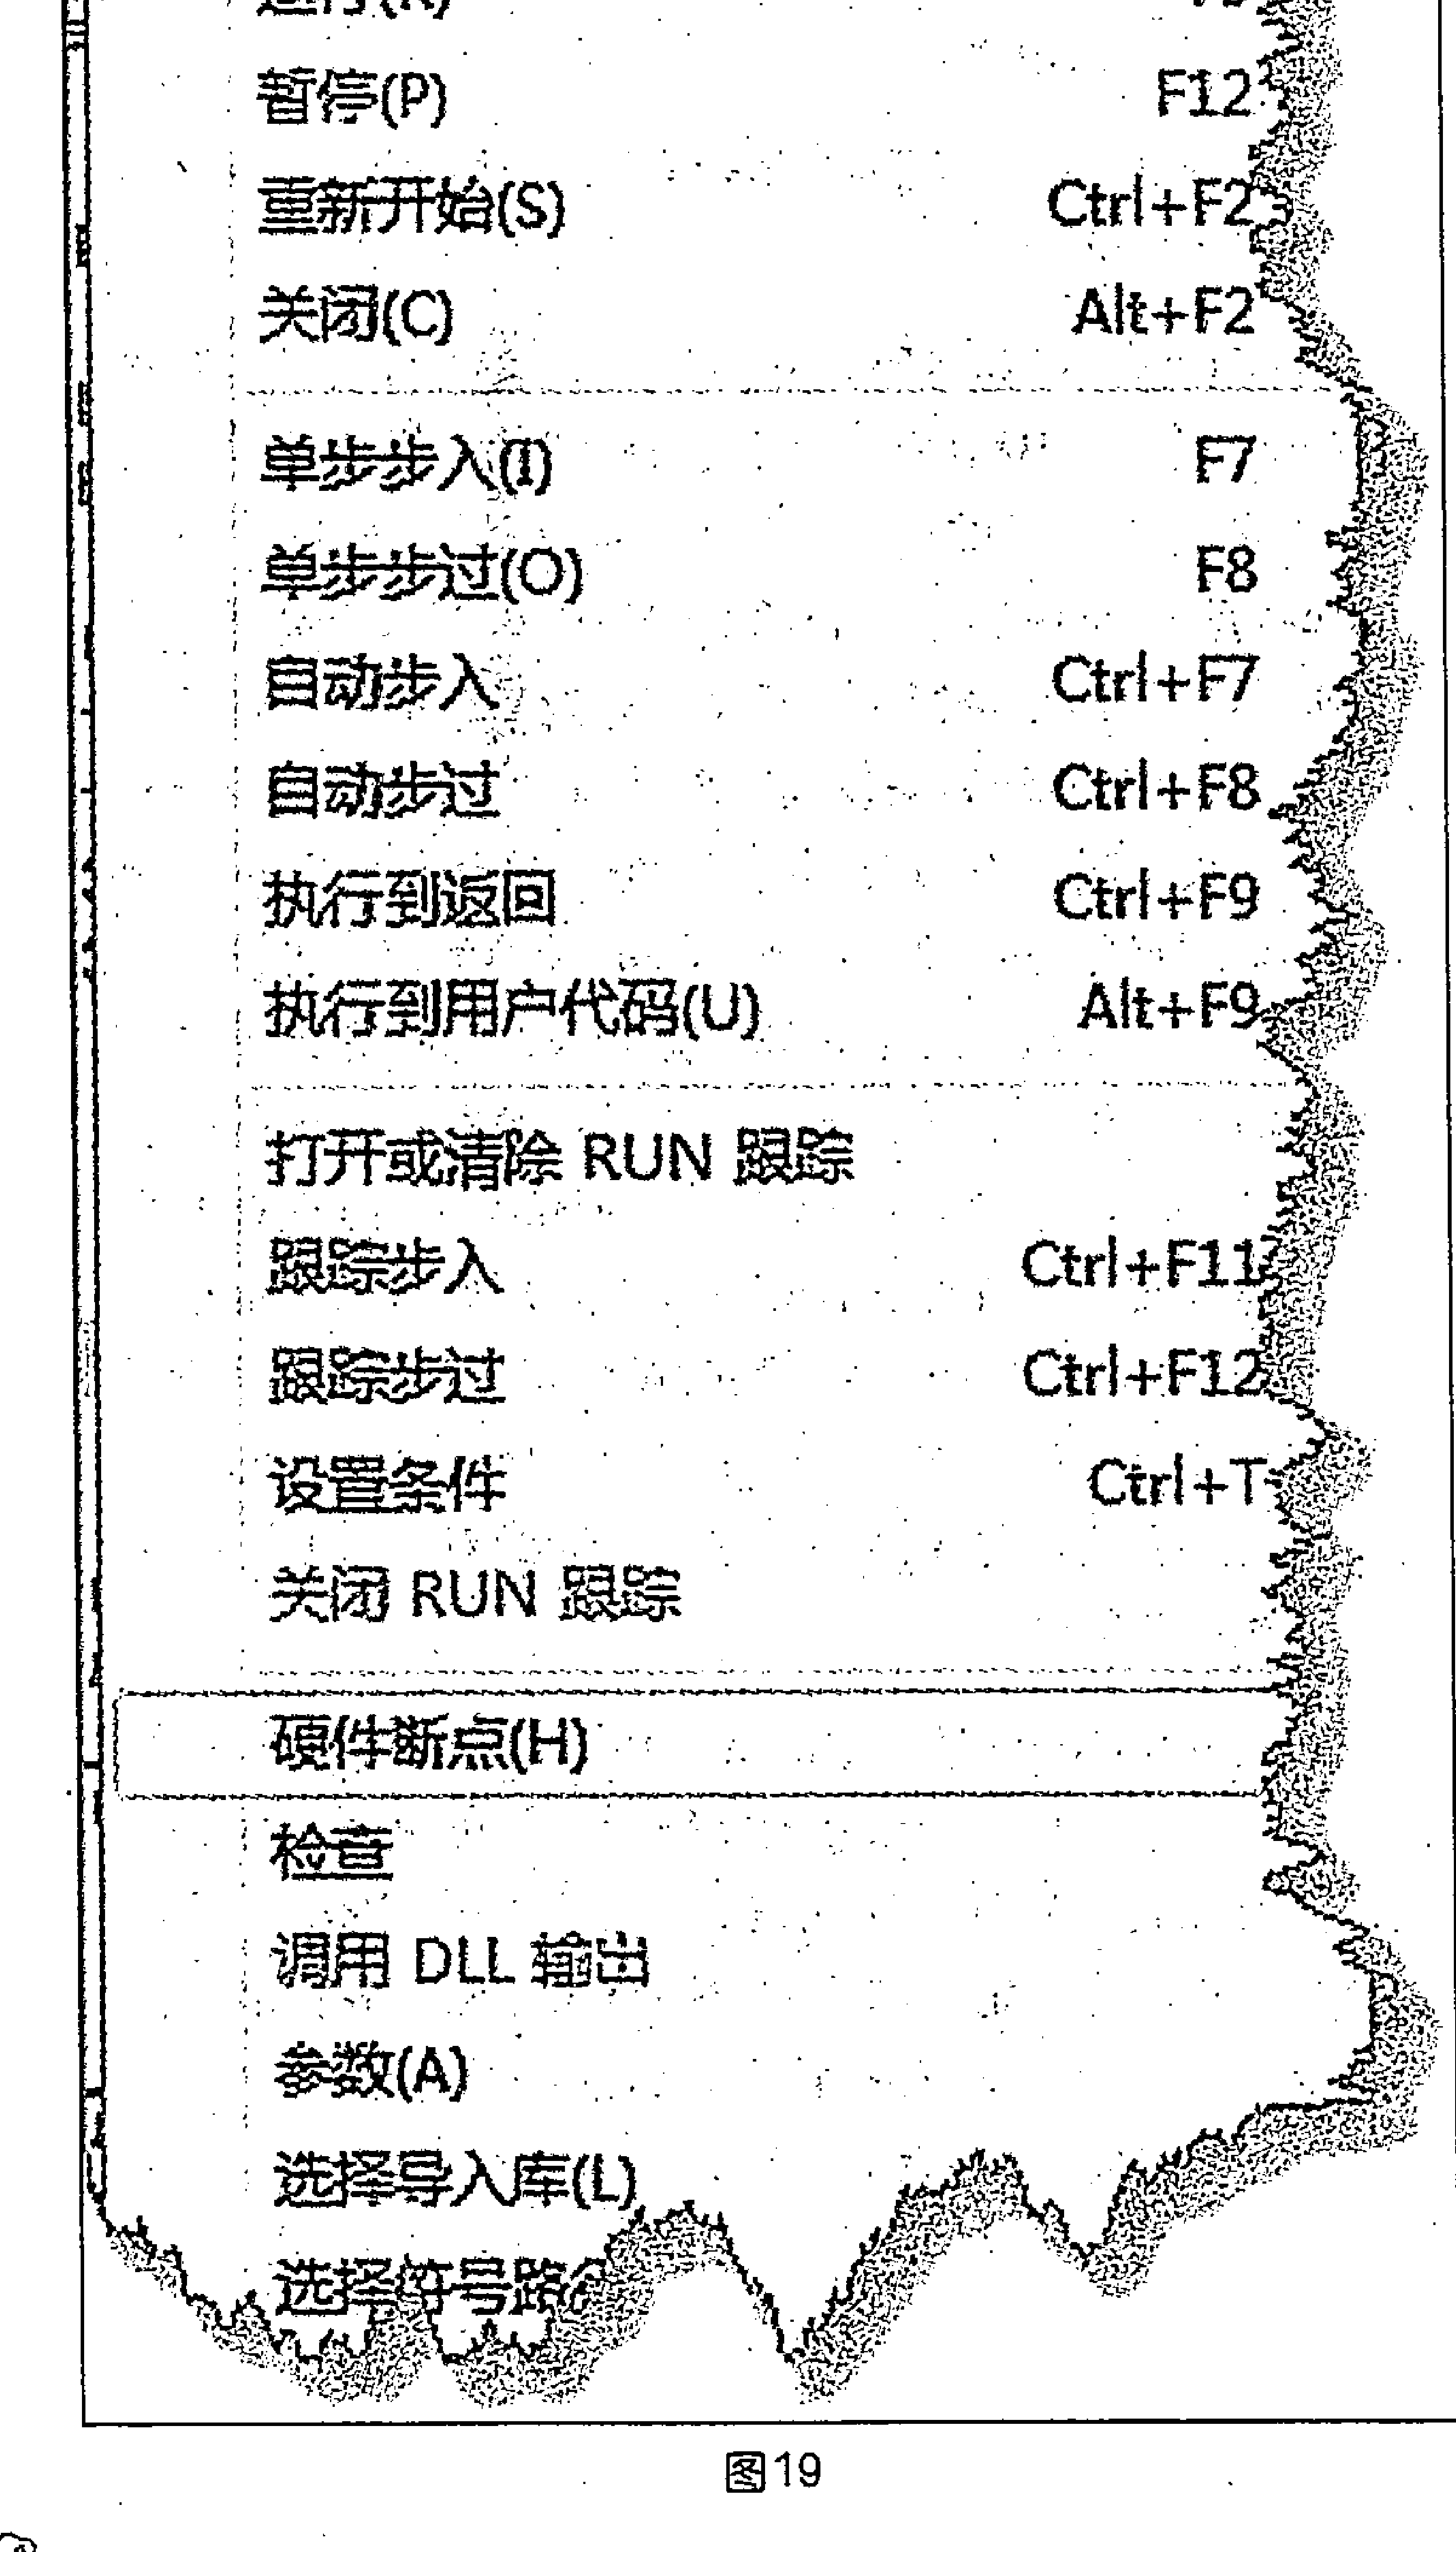 暂停(P) F12
重新开始(S) Ctrl+F2
关闭(C) Alt+F2
单步步入(I) F7
单步步过(O) F8
自动步入 Ctrl+F7
自动步过 Ctrl+F8
执行到返回 Ctrl+F9
执行到用户代码(U) Alt+F9
打开或清除 RUN 跟踪
跟踪步入 Ctrl+F11
跟踪步过 Ctrl+F12
设置条件 Ctrl+T
关闭 RUN 跟踪
硬件断点(H)
检查
调用 DLL 输出
参数(A)
选择导入库(L)
选择符号路
图19